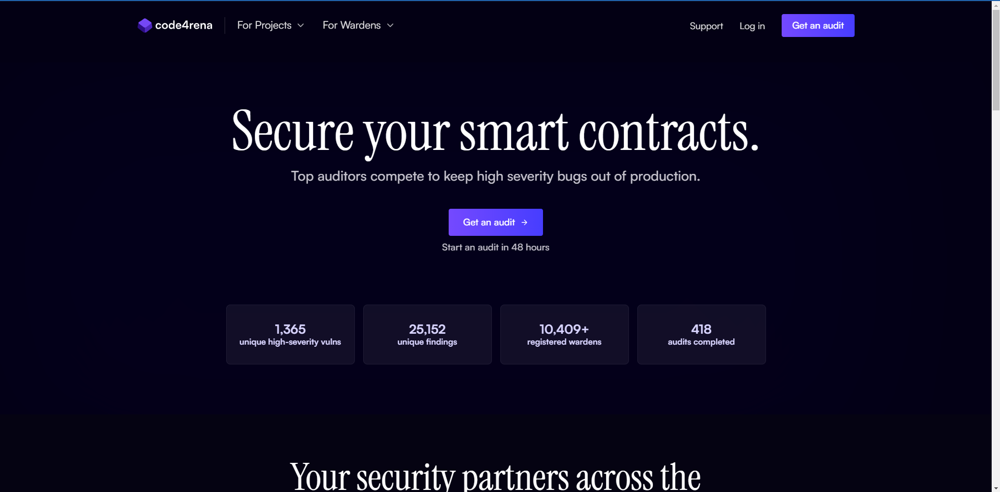 code4rena
For Projects
For Wardens
Support
Log in
Get an audit
Secure your smart contracts.
Top auditors compete to keep high severity bugs out of production.
Get an audit →
Start an audit in 48 hours
1,365
unique high-severity vulns
25,152
unique findings
10,409+
registered wardens
418
audits completed
Your security partners across the